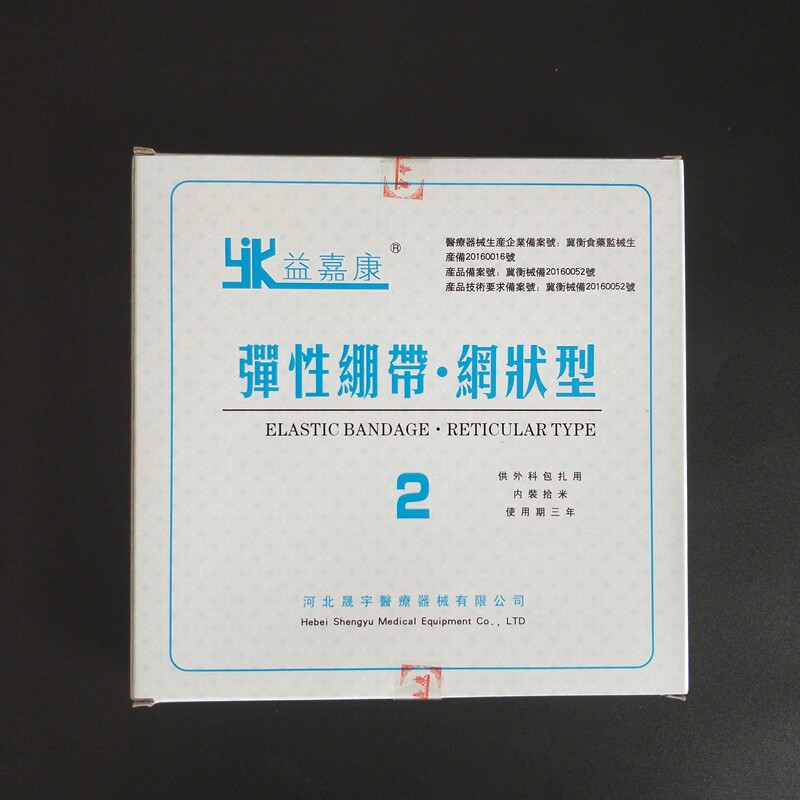 YJK益嘉康®
醫療器械生産企業備案號：冀衡食藥監械生
産備20160016號
産品備案號：冀衡械備20160052號
産品技術要求備案號：冀衡械備20160052號
彈性綳帶·網狀型
ELASTIC BANDAGE·RETICULAR TYPE
2
供外科包扎用
内裝拾米
使用期三年
河北晟宇醫療器械有限公司
Hebei Shengyu Medical Equipment Co., LTD